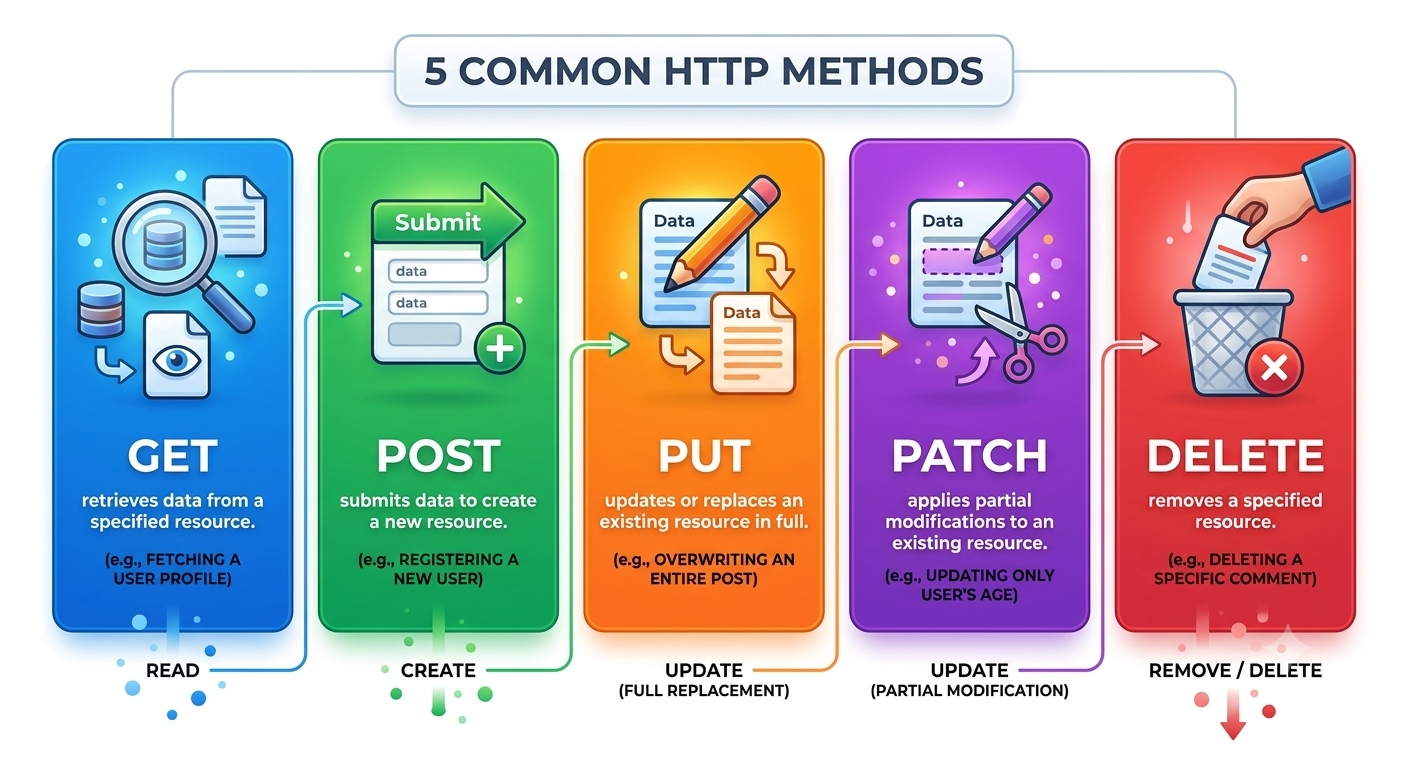 5 COMMON HTTP METHODS
Submit
data
data
Data
Data
Data
GET
retrieves data from a
specified resource.
(e.g., FETCHING A
USER PROFILE)
READ
POST
submits data to create
a new resource.
(e.g., REGISTERING A
NEW USER)
CREATE
PUT
updates or replaces an
existing resource in full.
(e.g., OVERWRITING AN
ENTIRE POST)
UPDATE
(FULL REPLACEMENT)
PATCH
applies partial
modifications to an
existing resource.
(e.g., UPDATING ONLY
USER'S AGE)
UPDATE
(PARTIAL MODIFICATION)
DELETE
removes a specified
resource.
(e.g., DELETING A
SPECIFIC COMMENT)
REMOVE / DELETE